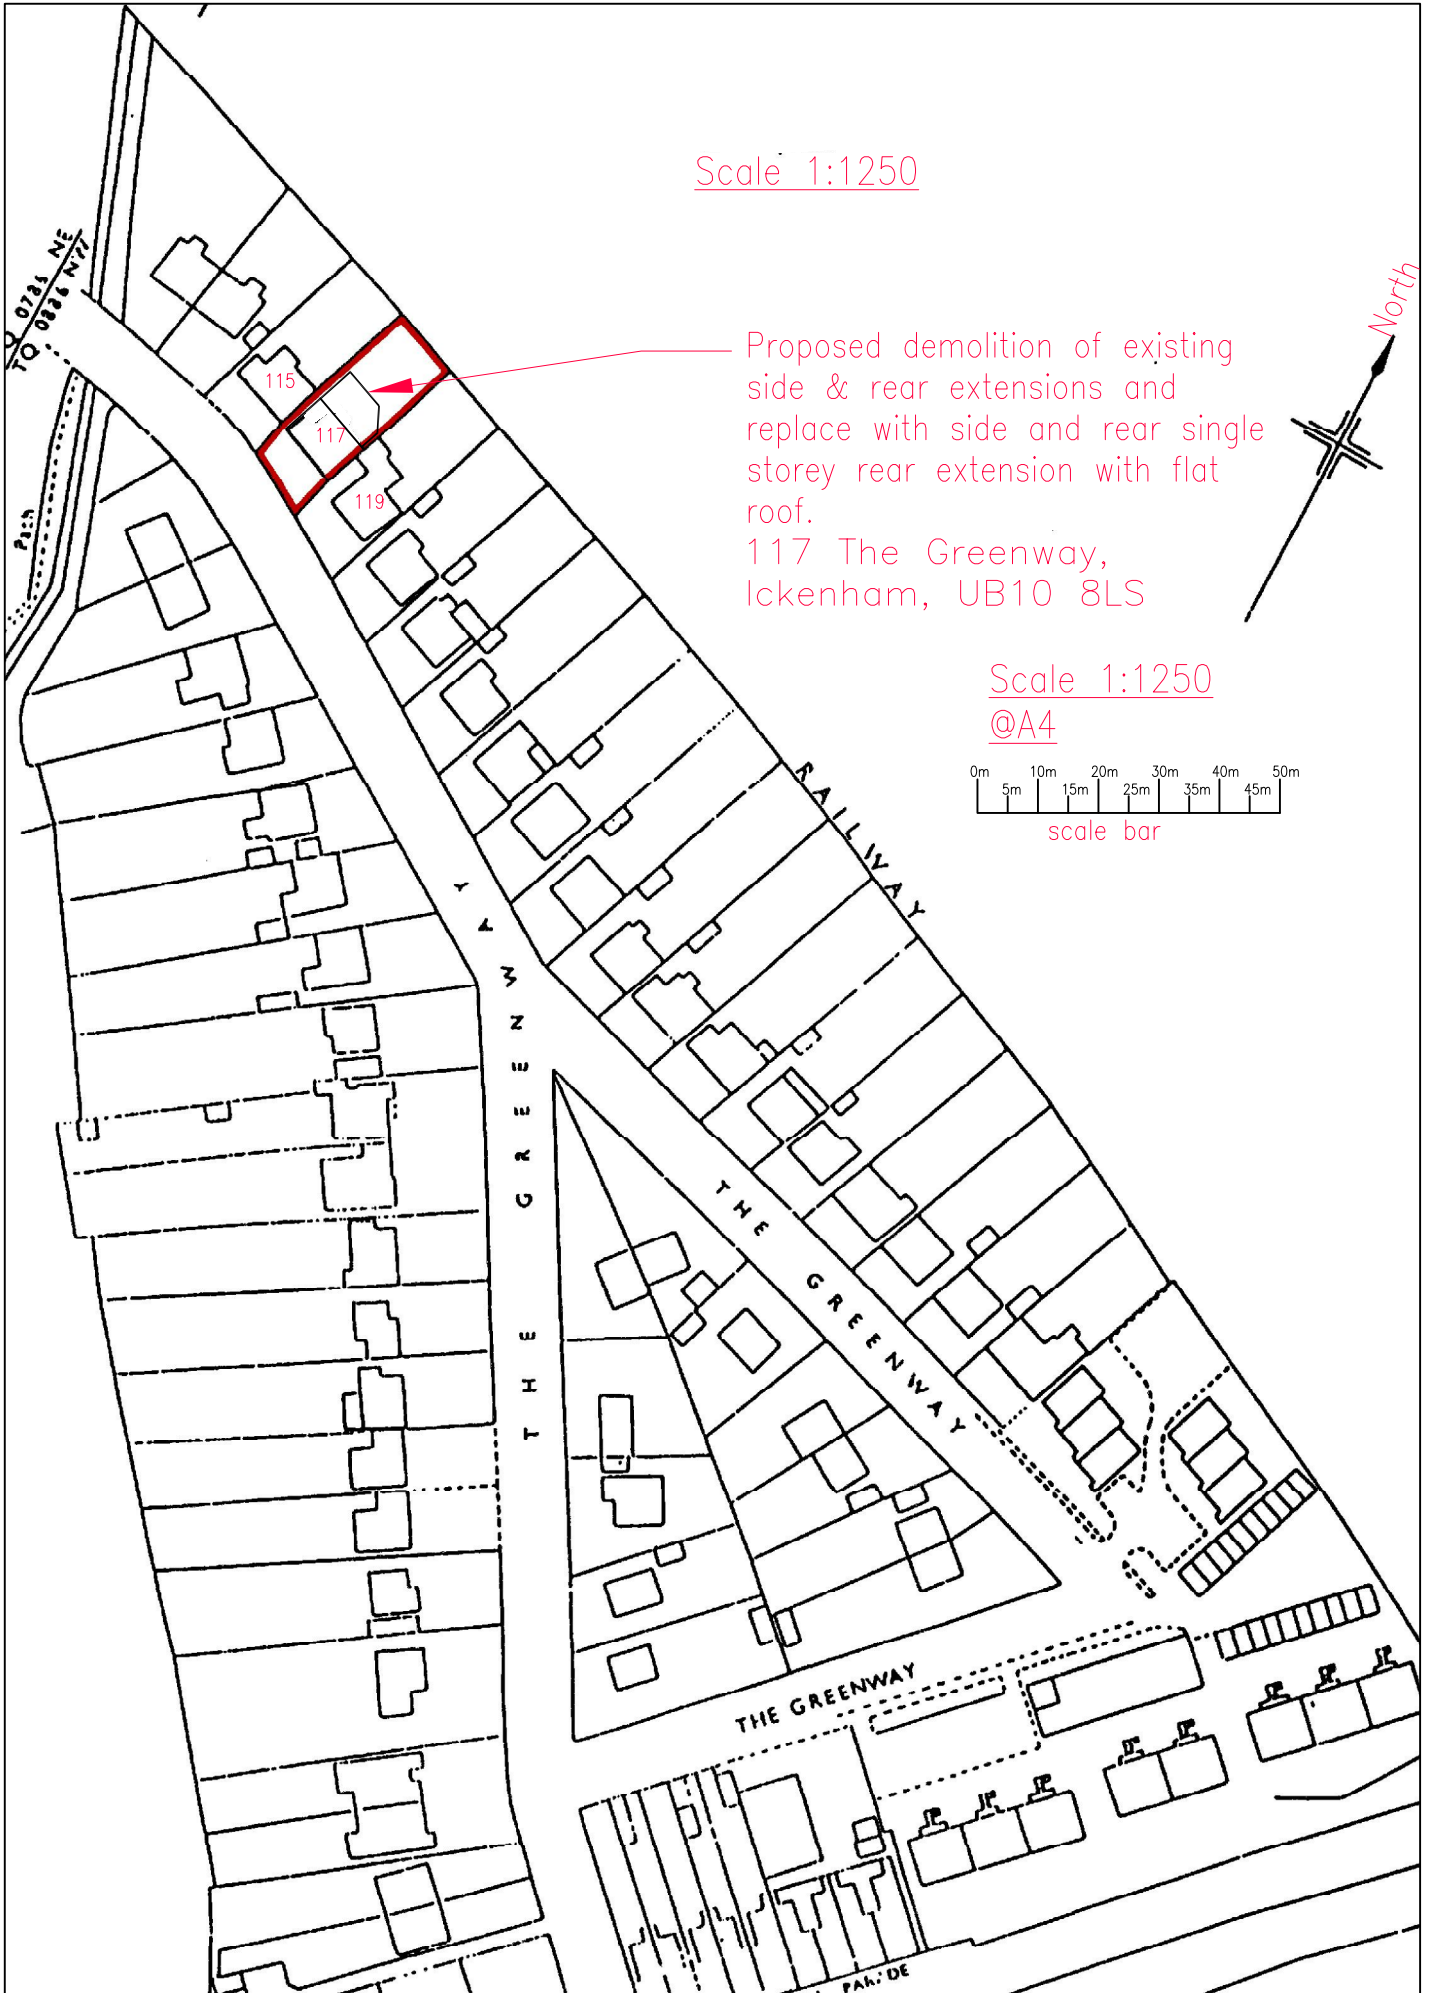 Scale 1:1250
North
TQ 0886
115
117
119
Proposed demolition of existing
side & rear extensions and
replace with side and rear single
storey rear extension with flat
roof.
117 The Greenway,
Ickenham, UB10 8LS
Path
Scale 1:1250
@A4
0m 10m 20m 30m 40m 50m
5m 15m 25m 35m 45m
scale bar
RAILWAY
THE GREENWAY
THE GREENWAY
THE GREENWAY